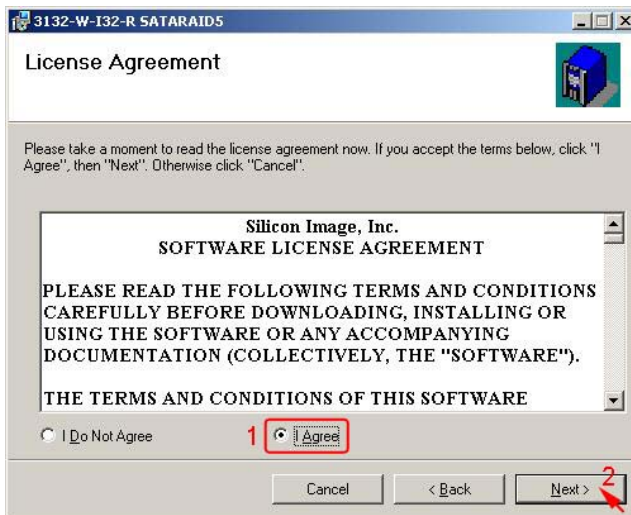 3132-W-I32-R SATARAID5
License Agreement
Please take a moment to read the license agreement now. If you accept the terms below, click "I
Agree", then "Next". Otherwise click "Cancel".
Silicon Image, Inc.
SOFTWARE LICENSE AGREEMENT
PLEASE READ THE FOLLOWING TERMS AND CONDITIONS
CAREFULLY BEFORE DOWNLOADING, INSTALLING OR
USING THE SOFTWARE OR ANY ACCOMPANYING
DOCUMENTATION (COLLECTIVELY, THE "SOFTWARE").
THE TERMS AND CONDITIONS OF THIS SOFTWARE
I Do Not Agree 1 I Agree
Cancel < Back Next > 2